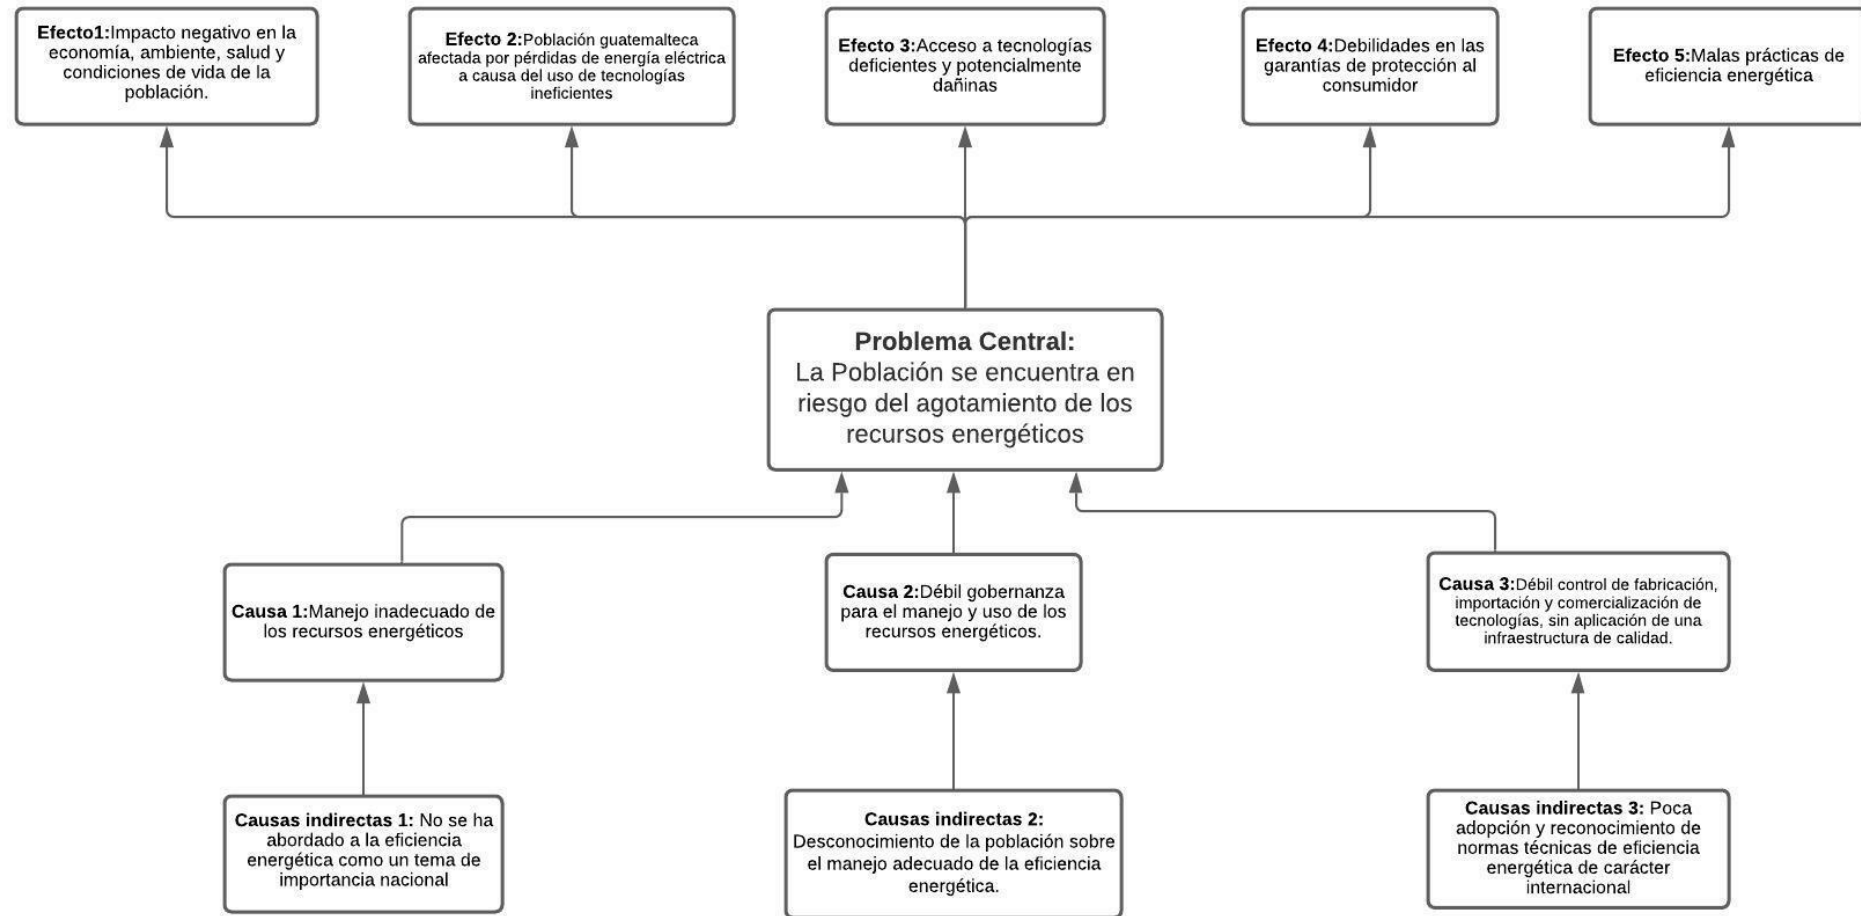 Efecto1:Impacto negativo en la
economía, ambiente, salud y
condiciones de vida de la
población.
Efecto 2:Población guatemalteca
afectada por pérdidas de energía eléctrica
a causa del uso de tecnologías
ineficientes
Efecto 3:Acceso a tecnologías
deficientes y potencialmente
dañinas
Efecto 4:Debilidades en las
garantías de protección al
consumidor
Efecto 5:Malas prácticas de
eficiencia energética
Problema Central:
La Población se encuentra en
riesgo del agotamiento de los
recursos energéticos
Causa 1:Manejo inadecuado de
los recursos energéticos
Causa 2:Débil gobernanza
para el manejo y uso de los
recursos energéticos.
Causa 3:Débil control de fabricación,
importación y comercialización de
tecnologías, sin aplicación de una
infraestructura de calidad.
Causas indirectas 1: No se ha
abordado a la eficiencia
energética como un tema de
importancia nacional
Causas indirectas 2:
Desconocimiento de la población sobre
el manejo adecuado de la eficiencia
energética.
Causas indirectas 3: Poca
adopción y reconocimiento de
normas técnicas de eficiencia
energética de carácter
internacional